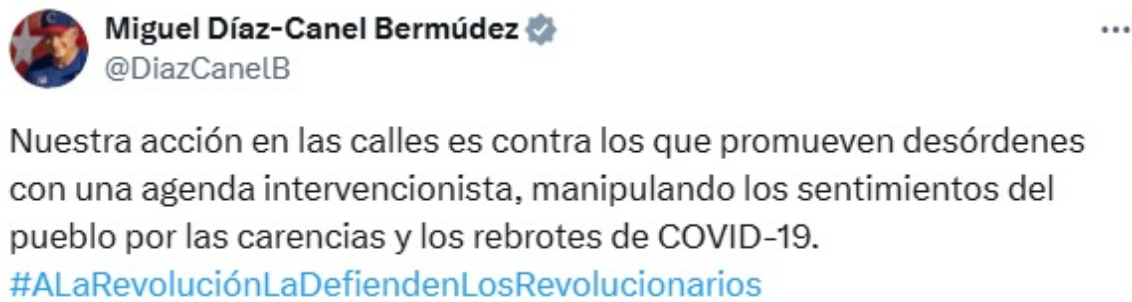 Miguel Díaz-Canel Bermúdez
@DiazCanelB
Nuestra acción en las calles es contra los que promueven desórdenes
con una agenda intervencionista, manipulando los sentimientos del
pueblo por las carencias y los rebrotes de COVID-19.
#ALaRevoluciónLaDefiendenLosRevolucionarios